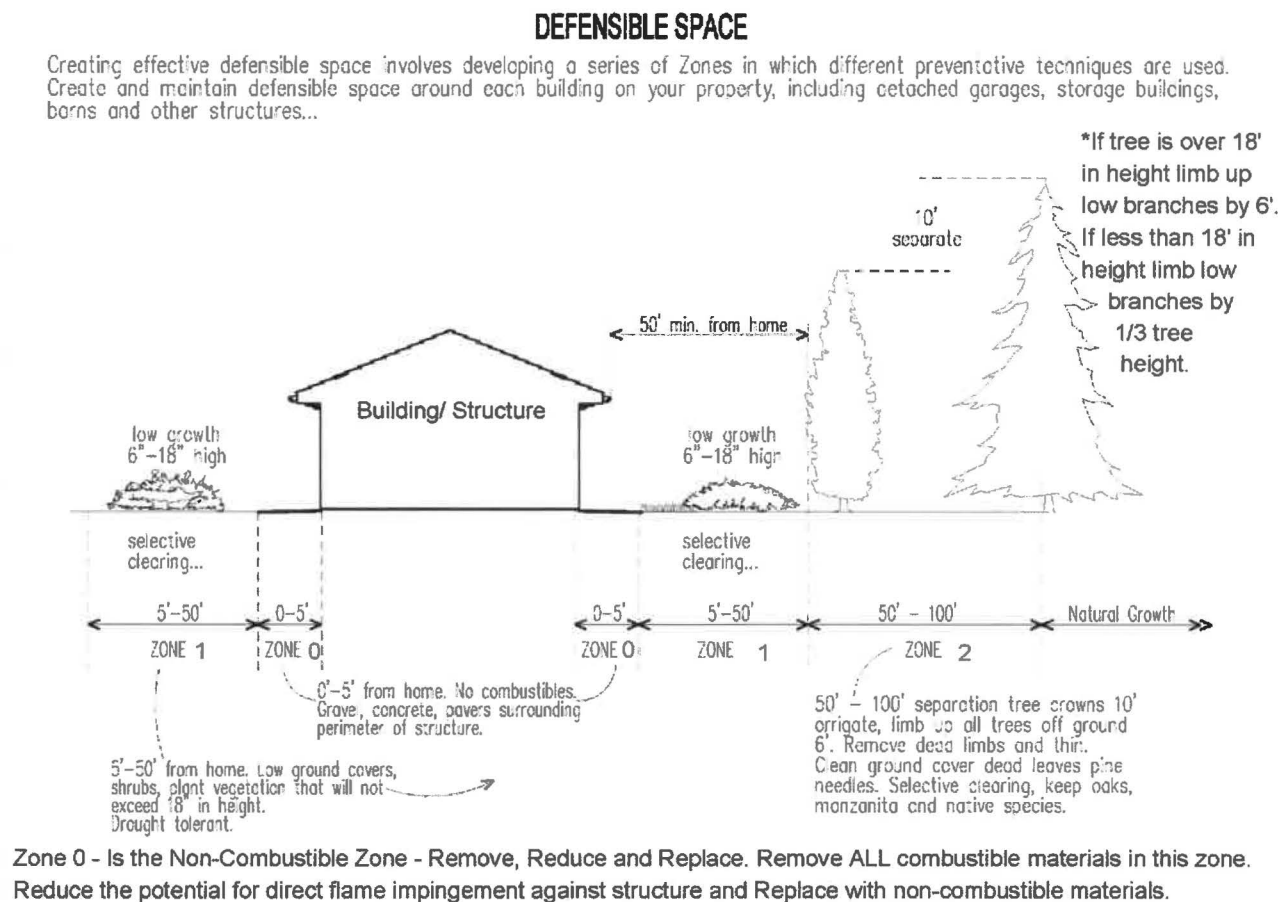 DEFENSIBLE SPACE
Creating effective defensible space involves developing a series of Zones in which different preventative techniques are used.
Create and maintain defensible space around each building on your property, including detached garages, storage buildings,
barns and other structures...
*If tree is over 18'
in height limb up
low branches by 6'.
If less than 18' in
height limb low
branches by
1/3 tree
height.
10'
separate
50' min. from home
Building/ Structure
low growth
6"-18" high
low growth
6"-18" high
selective
clearing...
selective
clearing...
5'-50'
0-5'
0-5'
5'-50'
50' - 100'
Natural Growth
ZONE 1
ZONE 0
ZONE 0
ZONE 1
ZONE 2
0'-5' from home. No combustibles.
Gravel, concrete, pavers surrounding
perimeter of structure.
50' - 100' separation tree crowns 10'
irrigate, limb up all trees off ground
6'. Remove dead limbs and thin.
Clean ground cover dead leaves pine
needles. Selective clearing, keep oaks,
manzanita and native species.
5'-50' from home. Low ground covers,
shrubs, plant vegetation that will not
exceed 18" in height.
Drought tolerant.
Zone 0 - Is the Non-Combustible Zone - Remove, Reduce and Replace. Remove ALL combustible materials in this zone.
Reduce the potential for direct flame impingement against structure and Replace with non-combustible materials.